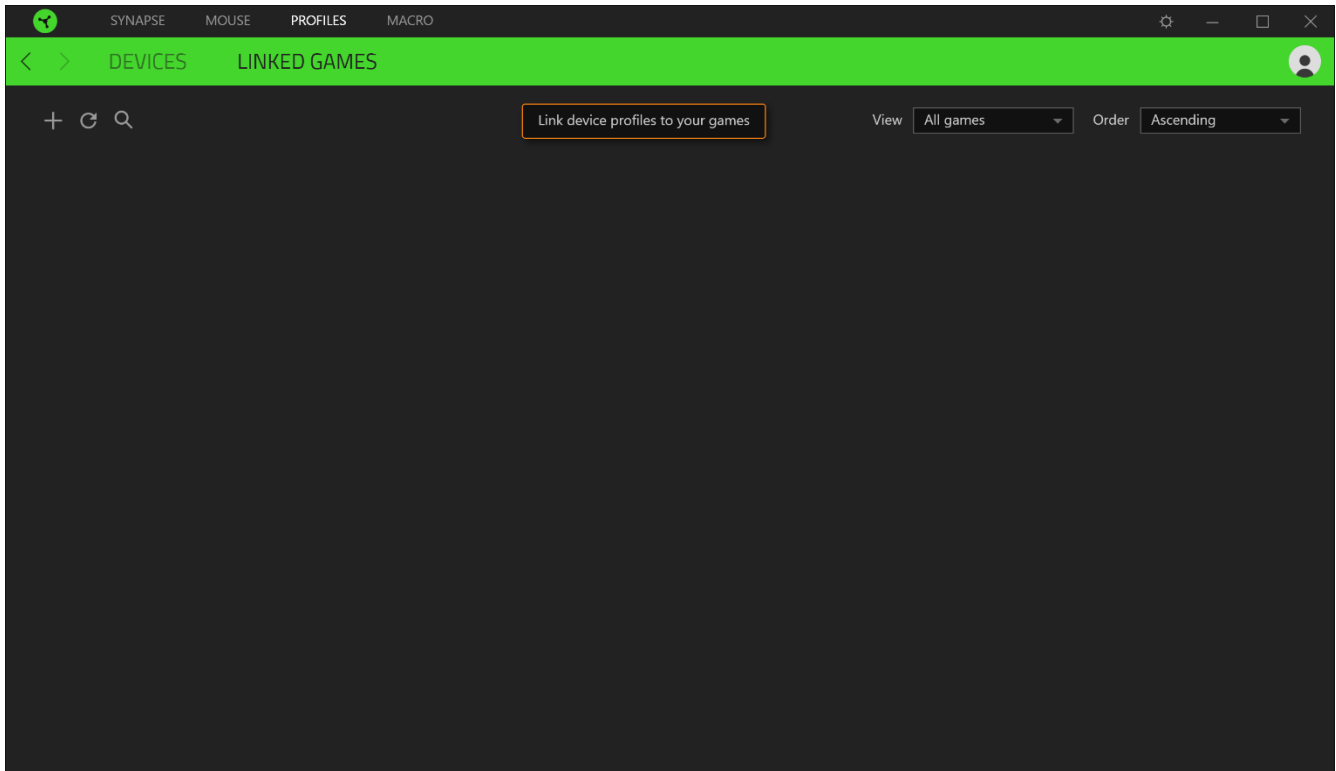 SYNAPSE MOUSE PROFILES MACRO
DEVICES LINKED GAMES
Link device profiles to your games View All games Order Ascending